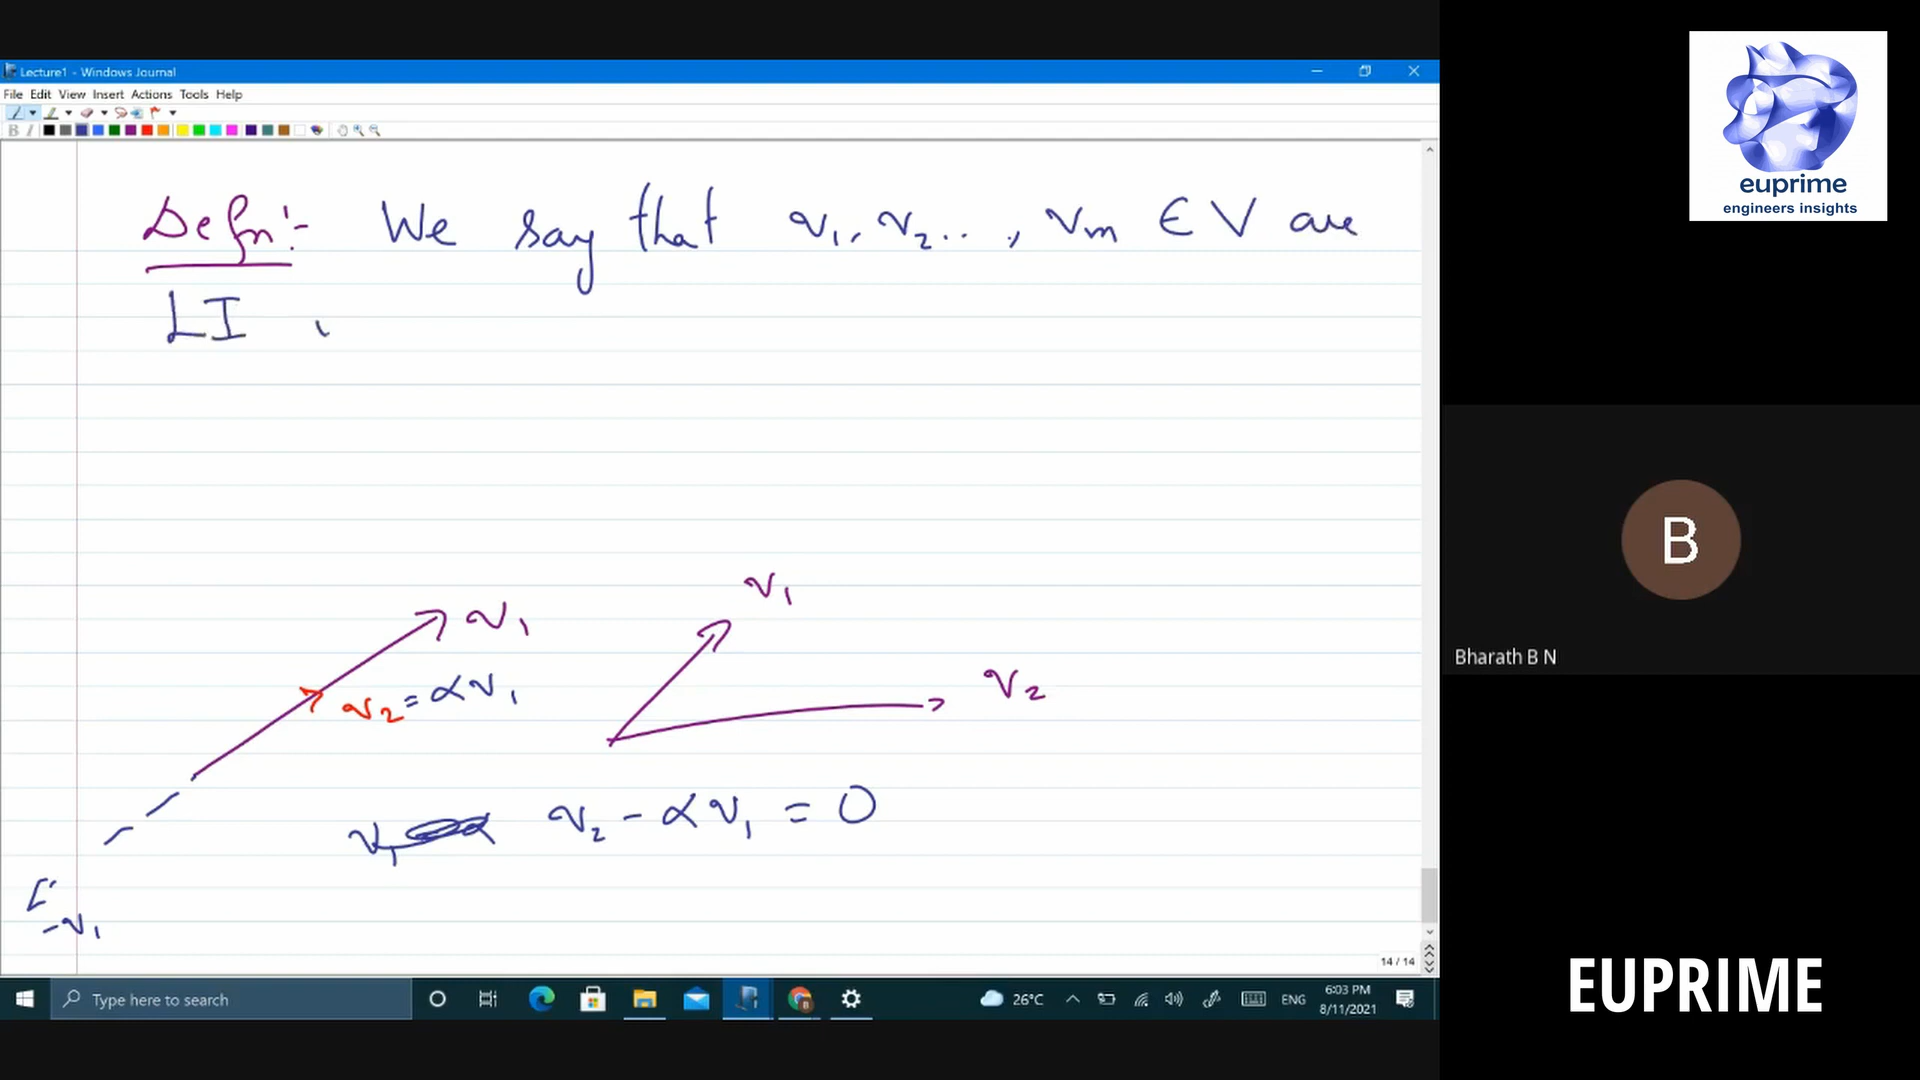 Lecture1 - Windows Journal
File Edit View Insert Actions Tools Help
Defn:- We say that v₁, v₂.., vₘ ∈ V are
LI
v₁
v₂ = αv₁
v₁
v₂
v₂ - αv₁ = 0
-v₁
14 / 14
Type here to search
26°C
ENG
6:03 PM
8/11/2021
euprime
engineers insights
B
Bharath B N
EUPRIME